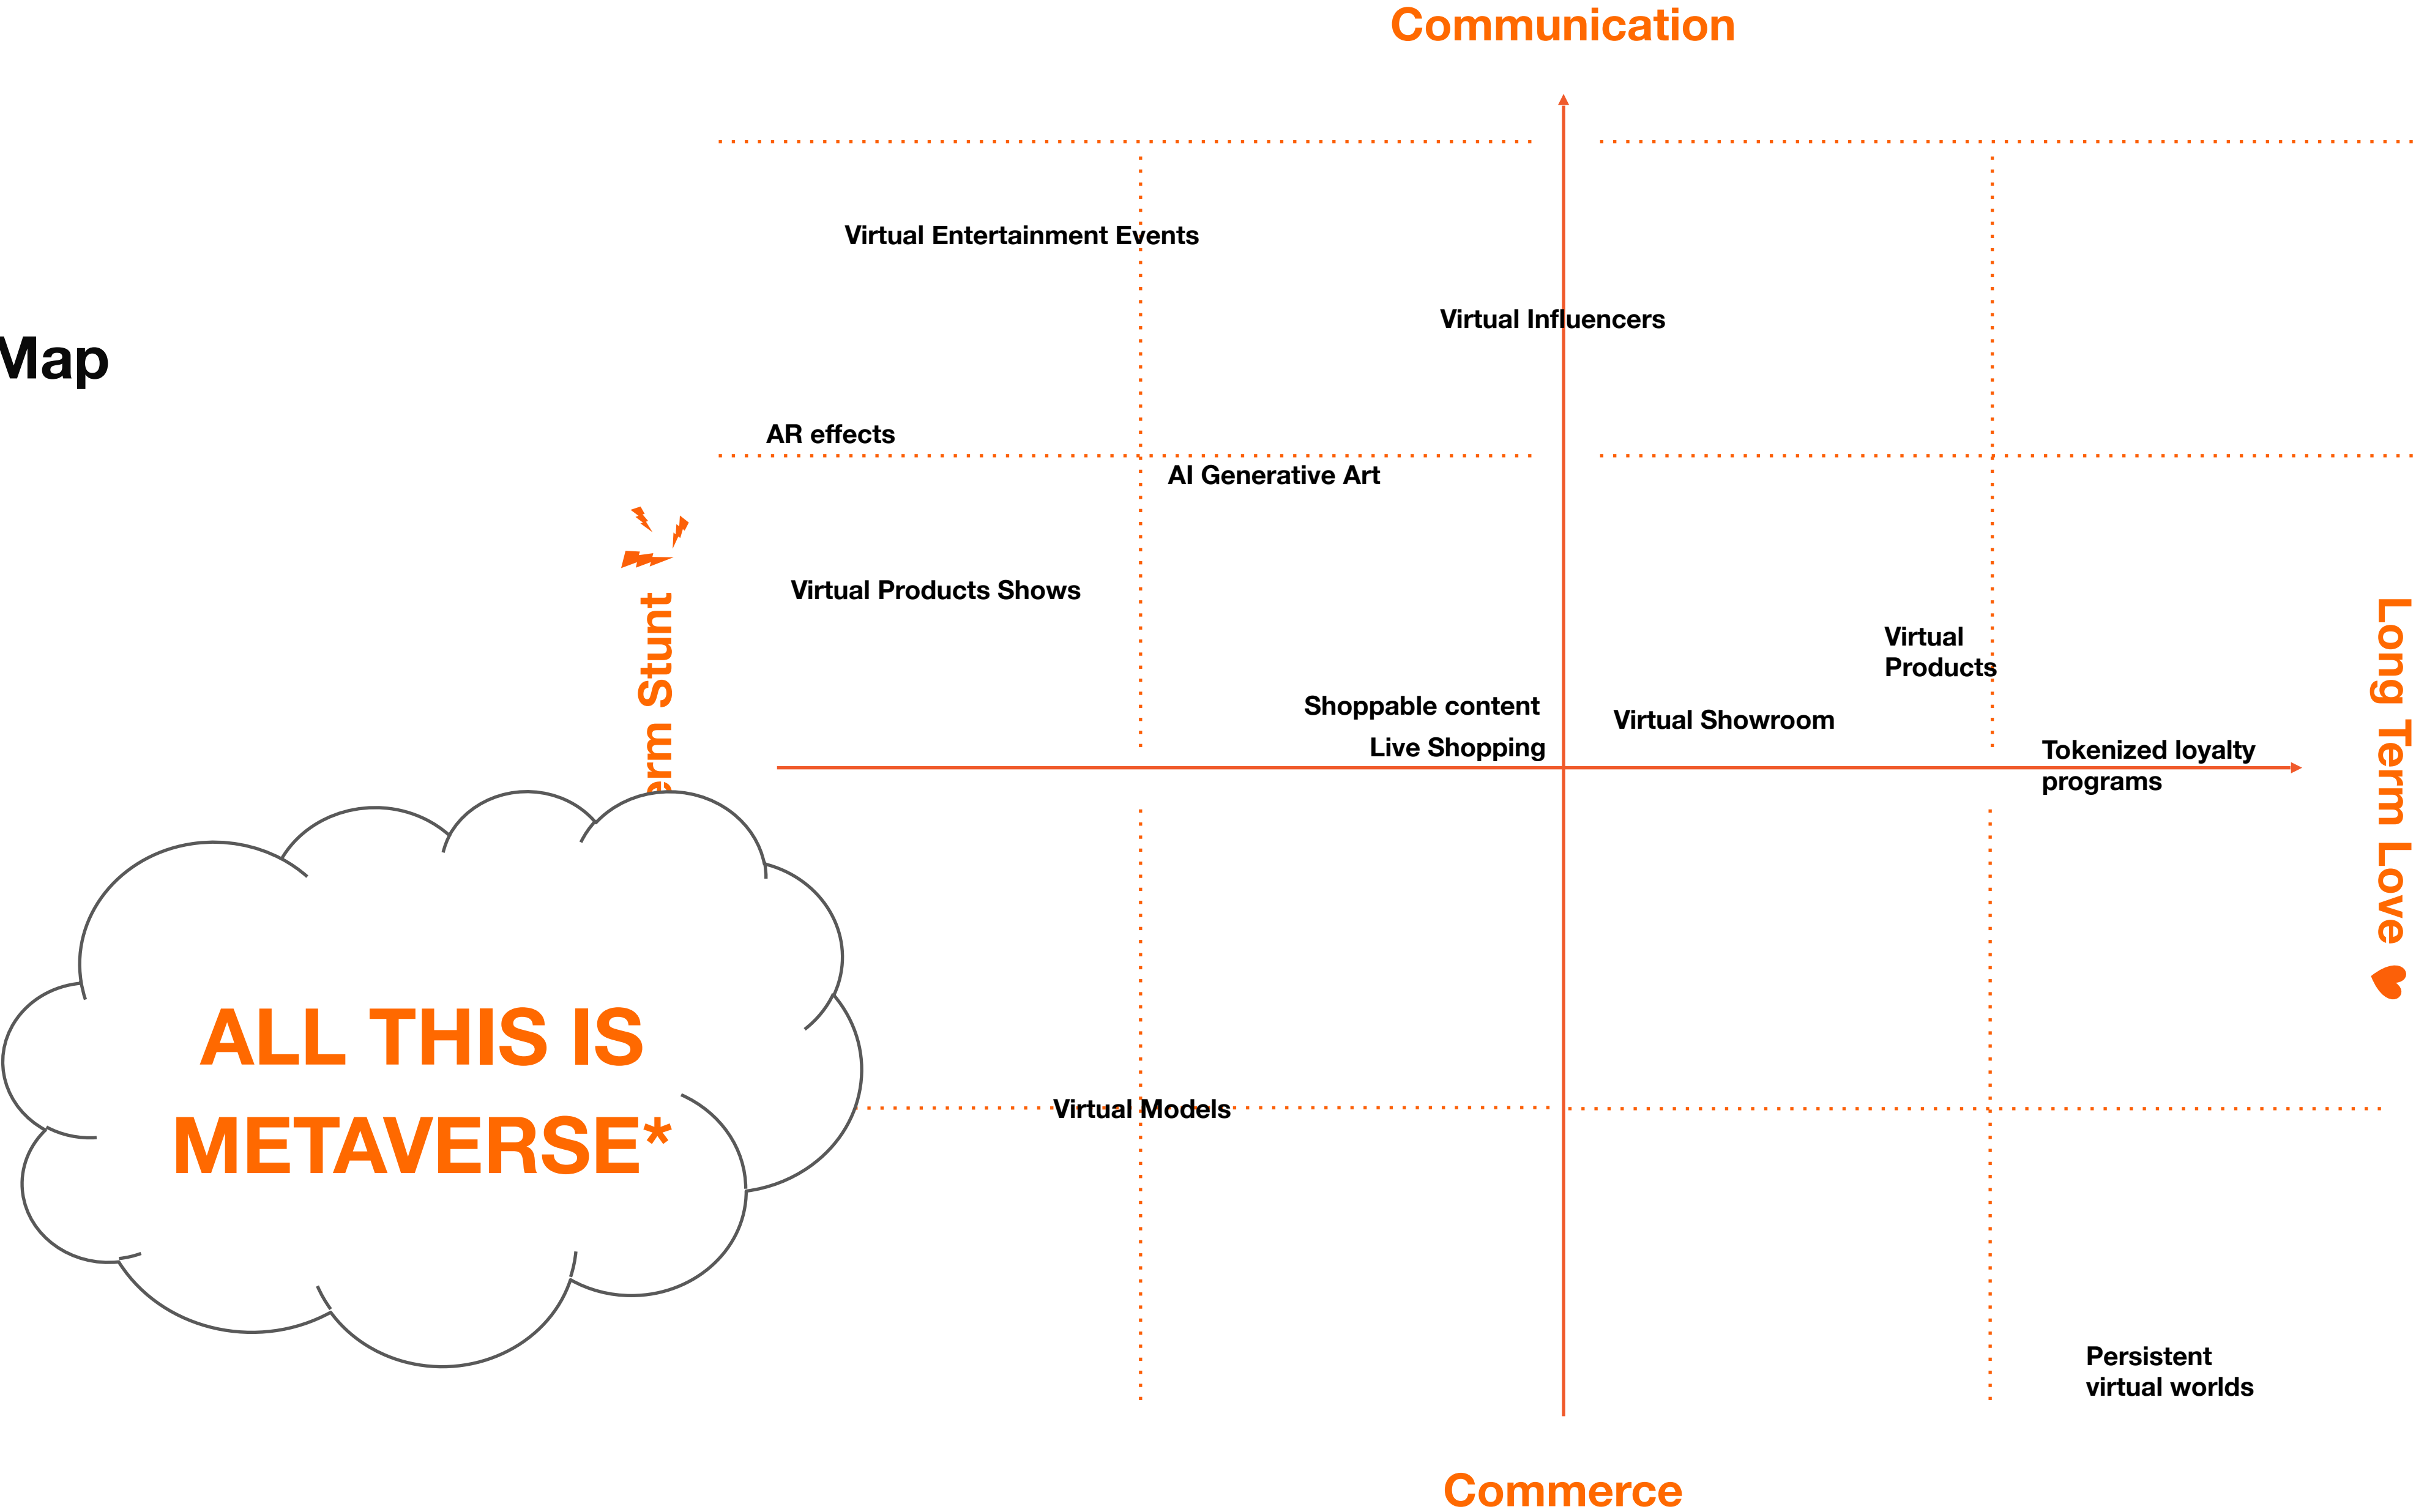 Communication
Virtual Entertainment Events
Virtual Influencers
Map
AR effects
AI Generative Art
Virtual Products Shows
erm Stunt
Virtual
Products
Shoppable content
Virtual Showroom
Live Shopping
Tokenized loyalty
programs
Long Term Love
ALL THIS IS
METAVERSE*
Virtual Models
Persistent
virtual worlds
Commerce